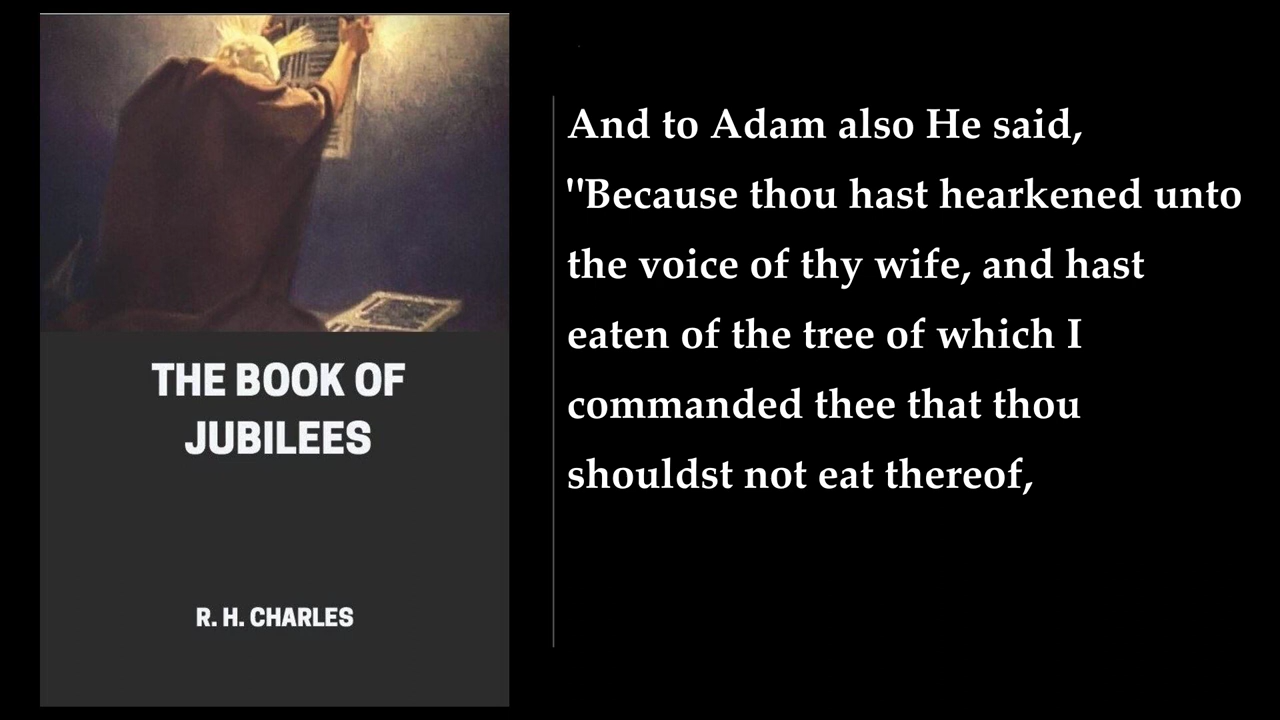 THE BOOK OF
JUBILEES
R. H. CHARLES
And to Adam also He said,
"Because thou hast hearkened unto
the voice of thy wife, and hast
eaten of the tree of which I
commanded thee that thou
shouldst not eat thereof,